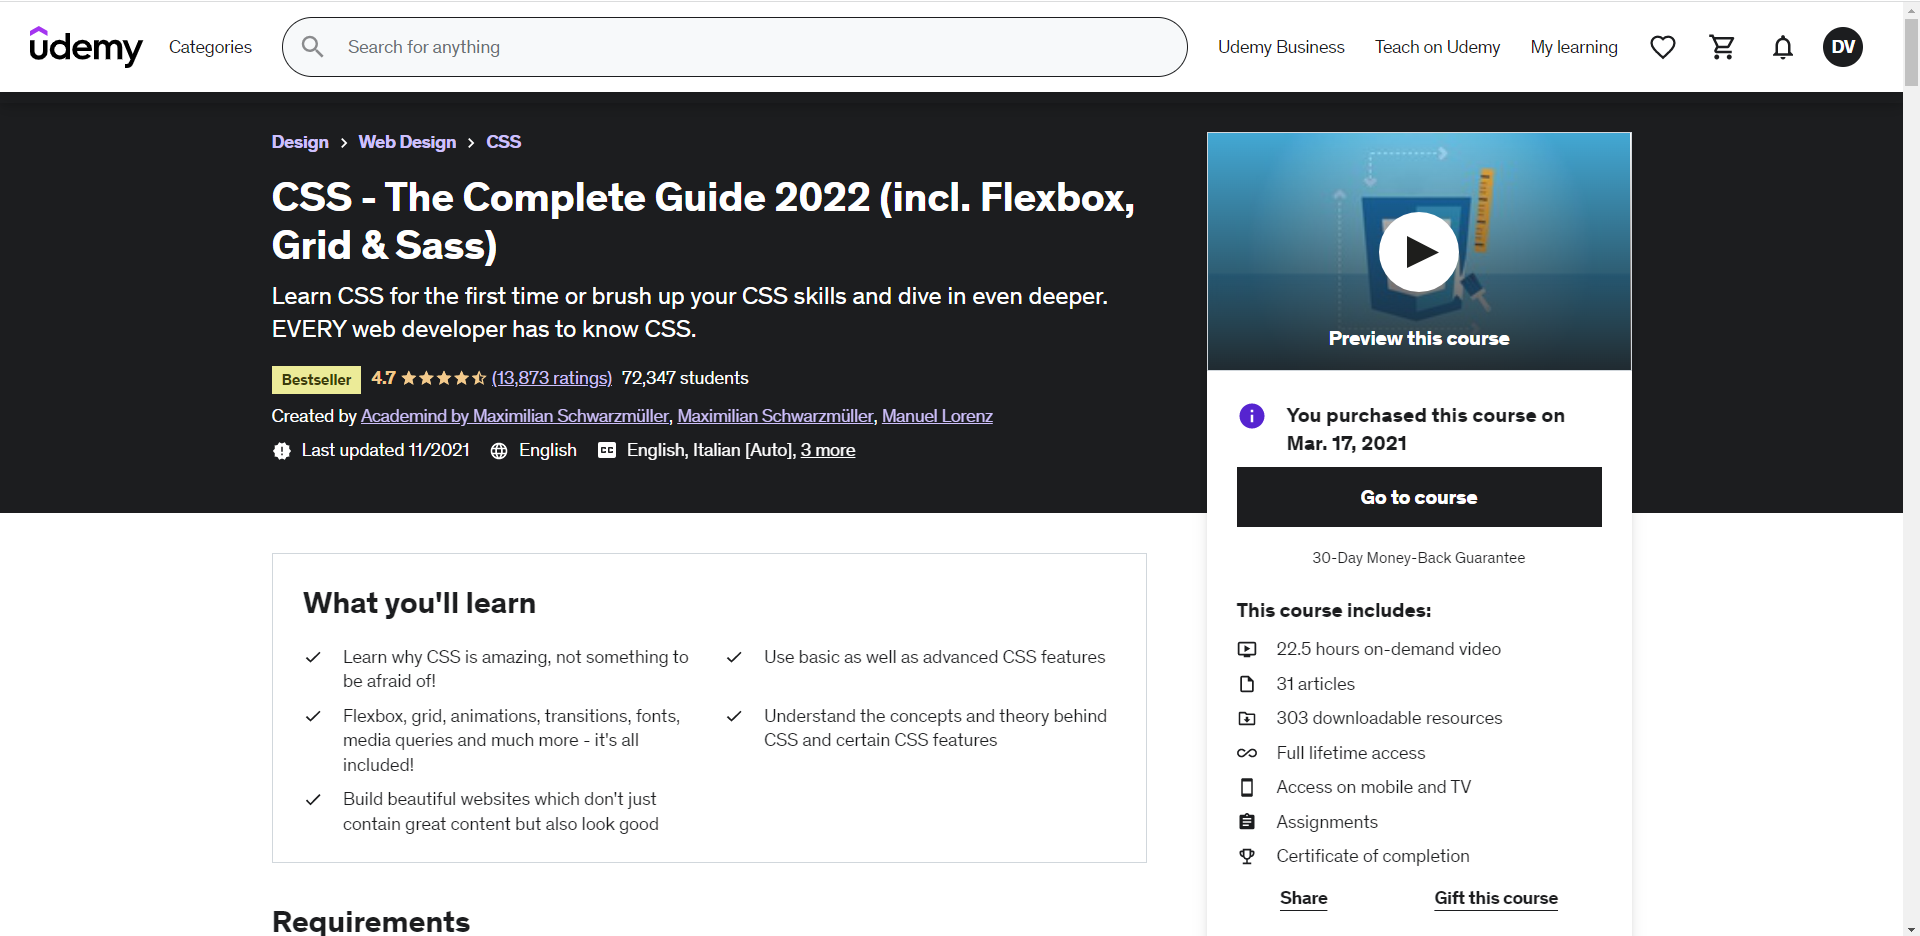 udemy
Categories
Search for anything
Udemy Business
Teach on Udemy
My learning
DV
Design > Web Design > CSS
CSS - The Complete Guide 2022 (incl. Flexbox,
Grid & Sass)
Learn CSS for the first time or brush up your CSS skills and dive in even deeper.
EVERY web developer has to know CSS.
Bestseller 4.7 (13,873 ratings) 72,347 students
Created by Academind by Maximilian Schwarzmüller, Maximilian Schwarzmüller, Manuel Lorenz
Last updated 11/2021 English CC English, Italian [Auto], 3 more
Preview this course
You purchased this course on
Mar. 17, 2021
Go to course
30-Day Money-Back Guarantee
This course includes:
22.5 hours on-demand video
31 articles
303 downloadable resources
Full lifetime access
Access on mobile and TV
Assignments
Certificate of completion
Share
Gift this course
What you'll learn
Learn why CSS is amazing, not something to
be afraid of!
Use basic as well as advanced CSS features
Flexbox, grid, animations, transitions, fonts,
media queries and much more - it's all
included!
Understand the concepts and theory behind
CSS and certain CSS features
Build beautiful websites which don't just
contain great content but also look good
Requirements